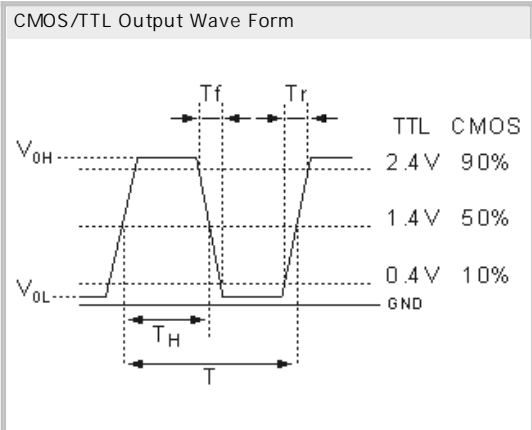 CMOS/TTL Output Wave Form
Tf Tr
TTL CMOS
V0H
2.4V 90%
1.4V 50%
0.4V 10%
V0L
GND
TH
T